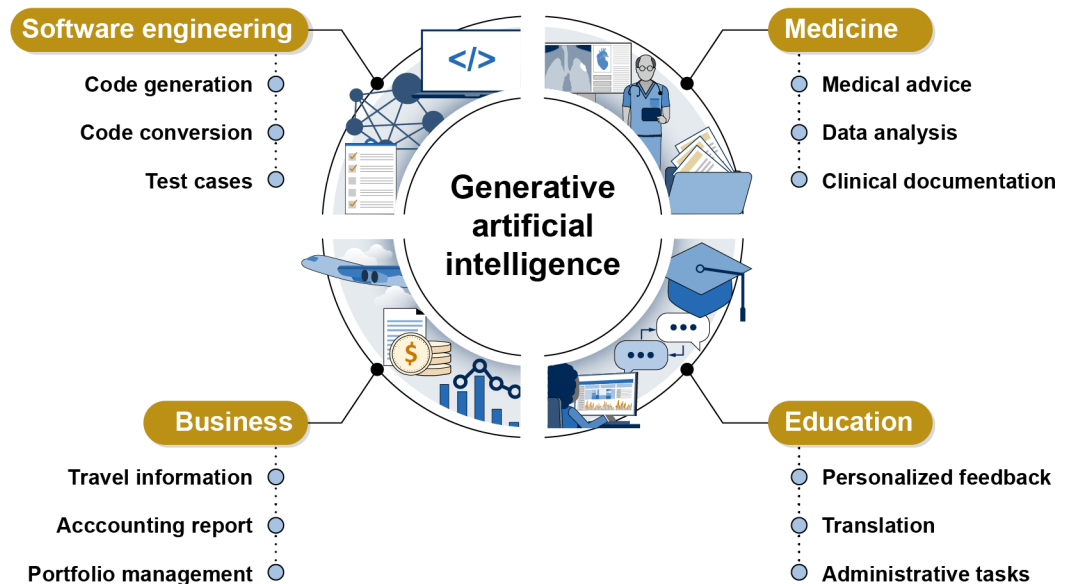 Software engineering
Code generation
Code conversion
Test cases
</>
Medicine
Medical advice
Data analysis
Clinical documentation
Generative
artificial
intelligence
$
Business
Travel information
Acccounting report
Portfolio management
Education
Personalized feedback
Translation
Administrative tasks